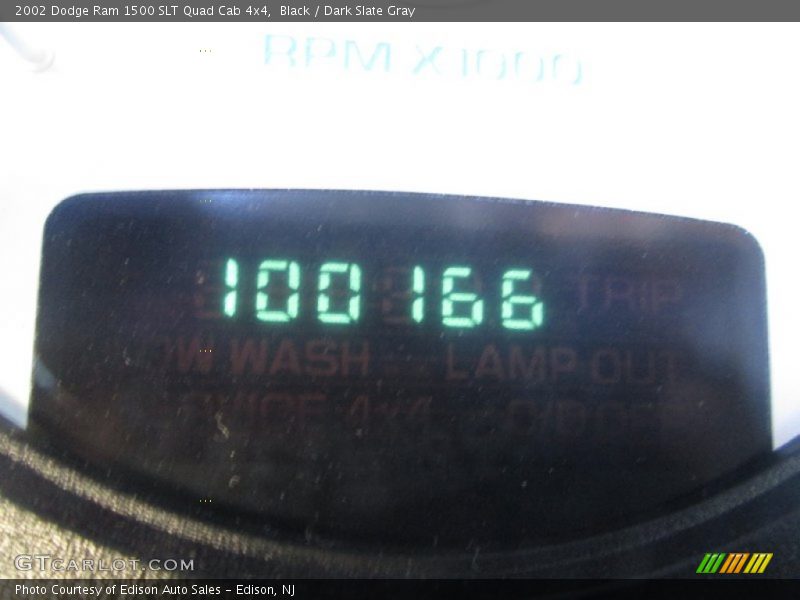 2002 Dodge Ram 1500 SLT Quad Cab 4x4, Black / Dark Slate Gray
RPM X 1000
100166
TRIP
WASH LAMP OUT
4x4
GTCARLOT.COM
Photo Courtesy of Edison Auto Sales - Edison, NJ